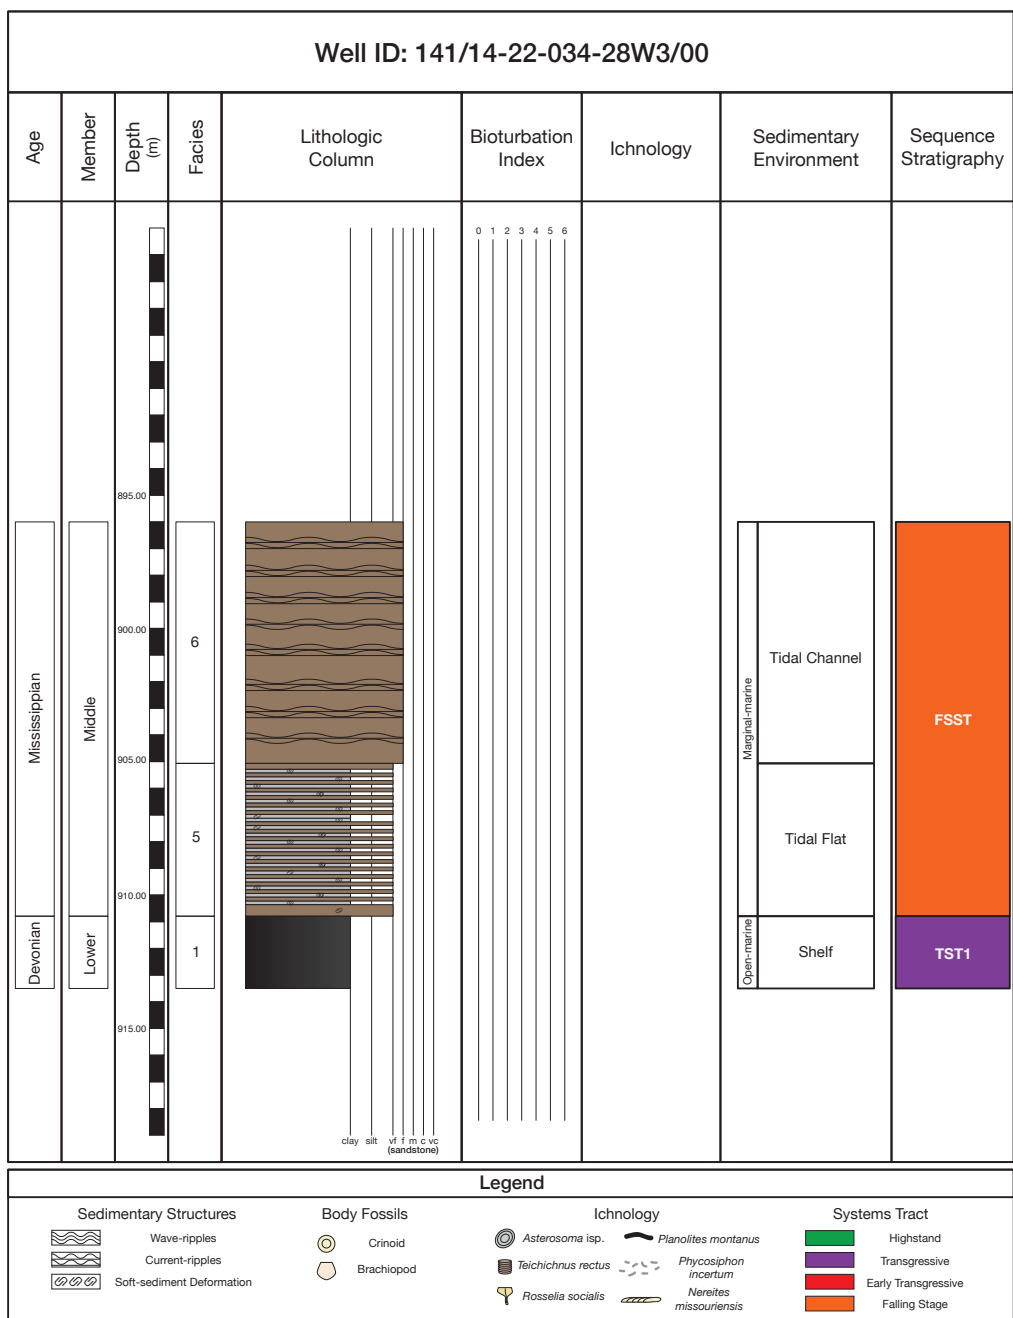 Well ID: 141/14-22-034-28W3/00
Age
Member
Depth
(m)
Facies
Lithologic
Column
Bioturbation
Index
Ichnology
Sedimentary
Environment
Sequence
Stratigraphy
0 1 2 3 4 5 6
895.00
900.00
905.00
910.00
915.00
Mississippian
Devonian
Middle
Lower
6
5
1
Marginal-marine
Open-marine
Tidal Channel
Tidal Flat
Shelf
FSST
TST1
clay silt vf f m c vc
(sandstone)
Legend
Sedimentary Structures
Wave-ripples
Current-ripples
Soft-sediment Deformation
Body Fossils
Crinoid
Brachiopod
Ichnology
Asterosoma isp.
Teichichnus rectus
Rosselia socialis
Planolites montanus
Phycosiphon
incertum
Nereites
missouriensis
Systems Tract
Highstand
Transgressive
Early Transgressive
Falling Stage